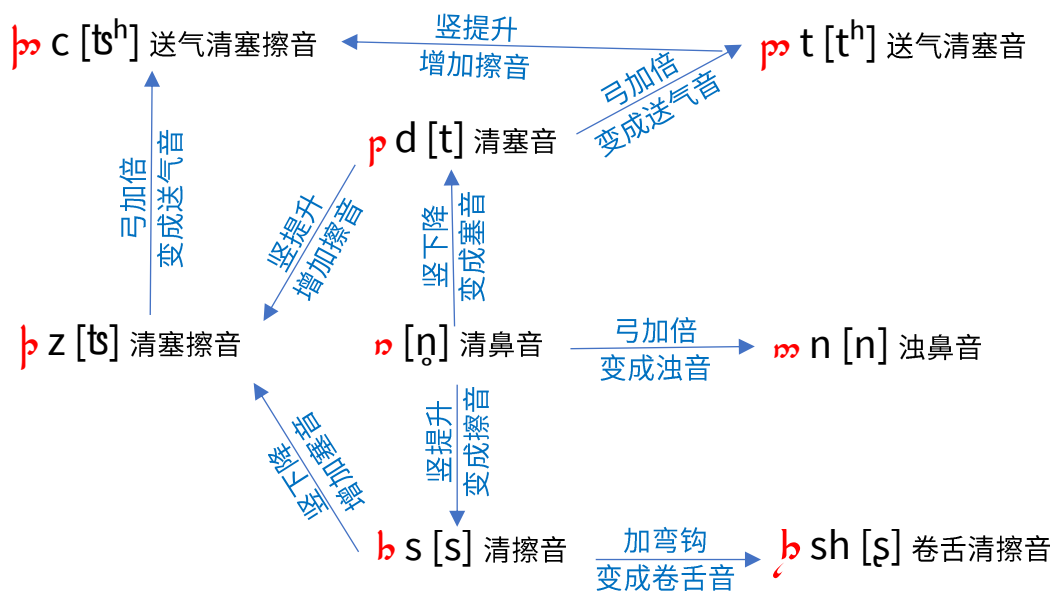 c [ʦʰ] 送气清塞擦音
竖提升
增加擦音
t [tʰ] 送气清塞音
弓加倍
变成送气音
d [t] 清塞音
弓加倍
变成送气音
竖提升
增加擦音
竖下降
变成塞音
z [ʦ] 清塞擦音
[n̥] 清鼻音
弓加倍
变成浊音
n [n] 浊鼻音
竖下降
增加塞音
竖提升
变成擦音
s [s] 清擦音
加弯钩
变成卷舌音
sh [ʂ] 卷舌清擦音